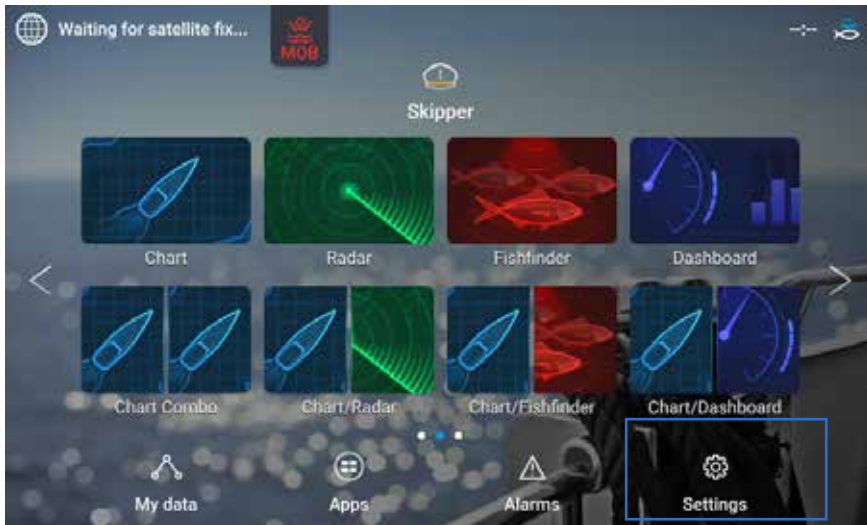 Waiting for satellite fix...
MOB
--:--
Skipper
Chart
Radar
Fishfinder
Dashboard
Chart Combo
Chart/Radar
Chart/Fishfinder
Chart/Dashboard
My data
Apps
Alarms
Settings